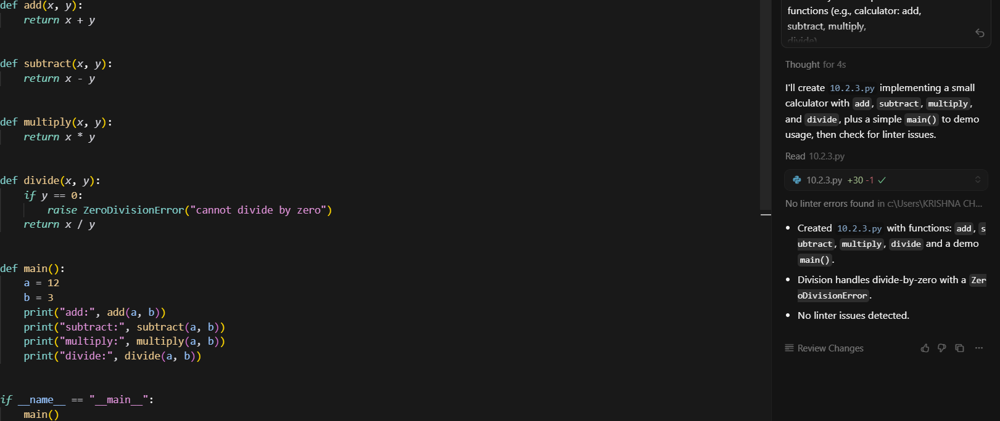 def add(x, y):
    return x + y
def subtract(x, y):
    return x - y
def multiply(x, y):
    return x * y
def divide(x, y):
    if y == 0:
        raise ZeroDivisionError("cannot divide by zero")
    return x / y
def main():
    a = 12
    b = 3
    print("add:", add(a, b))
    print("subtract:", subtract(a, b))
    print("multiply:", multiply(a, b))
    print("divide:", divide(a, b))
if __name__ == "__main__":
    main()
functions (e.g., calculator: add,
subtract, multiply,
divide)
Thought for 4s
I'll create 10.2.3.py implementing a small
calculator with add, subtract, multiply,
and divide, plus a simple main() to demo
usage, then check for linter issues.
Read 10.2.3.py
10.2.3.py +30 -1
No linter errors found in c:\Users\KRISHNA CH...
• Created 10.2.3.py with functions: add, s
ubtract, multiply, divide and a demo
main().
• Division handles divide-by-zero with a Zer
oDivisionError.
• No linter issues detected.
Review Changes